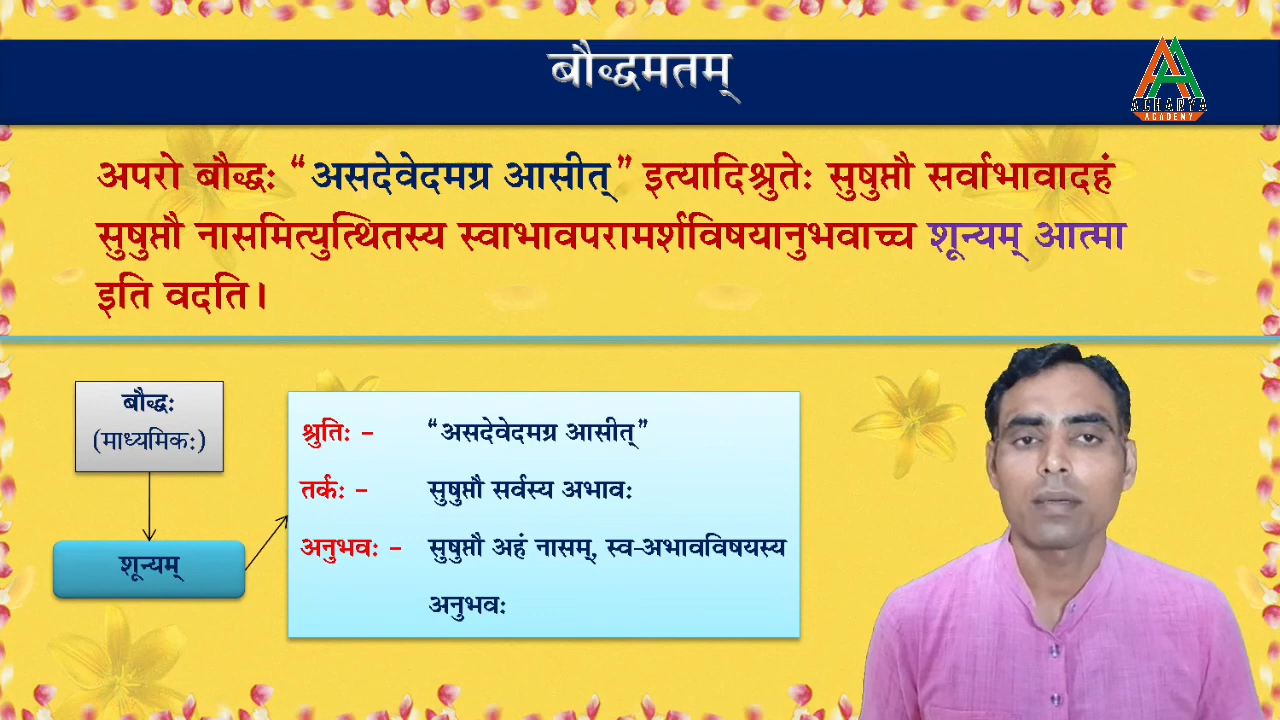 बौद्धमतम्
ACHARYA
ACADEMY
अपरो बौद्धः “असदेवेदमग्र आसीत्” इत्यादिश्रुतेः सुषुप्तौ सर्वाभावादहं
सुषुप्तौ नासमित्युत्थितस्य स्वाभावपरामर्शविषयानुभवाच्च शून्यम् आत्मा
इति वदति।
बौद्धः
(माध्यमिकः)
शून्यम्
श्रुतिः – “असदेवेदमग्र आसीत्”
तर्कः – सुषुप्तौ सर्वस्य अभावः
अनुभवः – सुषुप्तौ अहं नासम्, स्व-अभावविषयस्य
अनुभवः